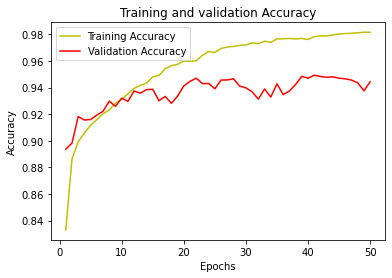 Training and validation Accuracy
Training Accuracy
Validation Accuracy
0.98
0.96
0.94
0.92
0.90
0.88
0.86
0.84
Accuracy
0 10 20 30 40 50
Epochs